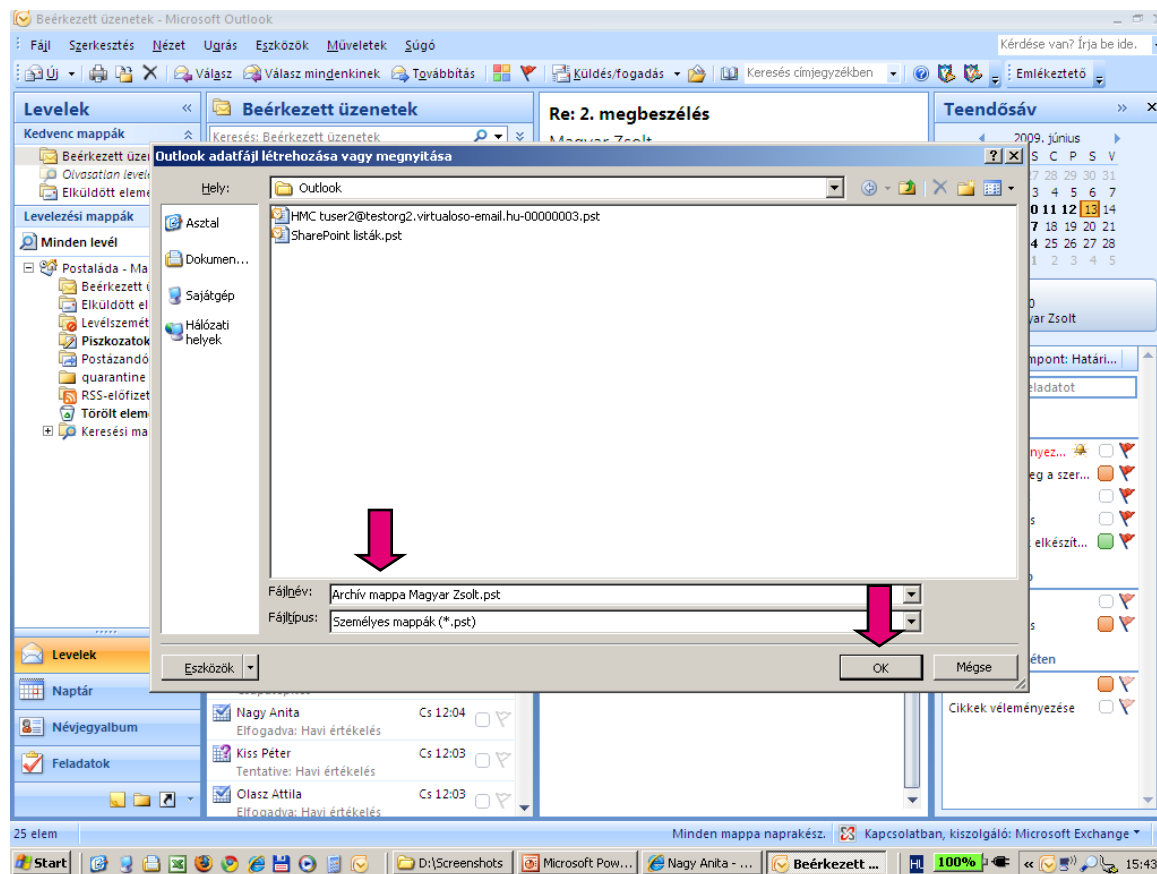 Beérkezett üzenetek - Microsoft Outlook
Fájl Szerkesztés Nézet Ugrás Eszközök Műveletek Súgó
Kérdése van? Írja be ide.
Új Válasz Válasz mindenkinek Továbbítás Küldés/fogadás Keresés címjegyzékben Emlékeztető
Levelek «
Beérkezett üzenetek
Re: 2. megbeszélés
Teendősáv »
Kedvenc mappák
Keresés: Beérkezett üzenetek
Magyar Zsolt
2009. június
Beérkezett üzen
Olvasatlan levele
Elküldött eleme
Levelezési mappák
Minden levél
Postaláda - Ma
Beérkezett ü
Elküldött el
Levélszemét
Piszkozatok
Postázandó
quarantine
RSS-előfizet
Törölt elem
Keresési ma
Outlook adatfájl létrehozása vagy megnyitása
Hely: Outlook
Asztal
Dokumen...
Sajátgép
Hálózati
helyek
HMC tuser2@testorg2.virtualoso-email.hu-00000003.pst
SharePoint listák.pst
Fájlnév: Archív mappa Magyar Zsolt.pst
Fájltípus: Személyes mappák (*.pst)
Eszközök OK Mégse
S C P S V
27 28 29 30 31
3 4 5 6 7
0 11 12 13 14
7 18 19 20 21
4 25 26 27 28
1 2 3 4 5
0
yar Zsolt
mpont: Határi...
eladatot
nyez...
eg a szer...
s
elkészít...
s
éten
Cikkek véleményezése
Levelek
Naptár
Névjegyalbum
Feladatok
Nagy Anita Cs 12:04
Elfogadva: Havi értékelés
Kiss Péter Cs 12:03
Tentative: Havi értékelés
Olasz Attila Cs 12:03
Elfogadva: Havi értékelés
25 elem
Minden mappa naprakész. Kapcsolatban, kiszolgáló: Microsoft Exchange
Start D:\Screenshots Microsoft Pow... Nagy Anita - ... Beérkezett ... HU 100% « 15:43